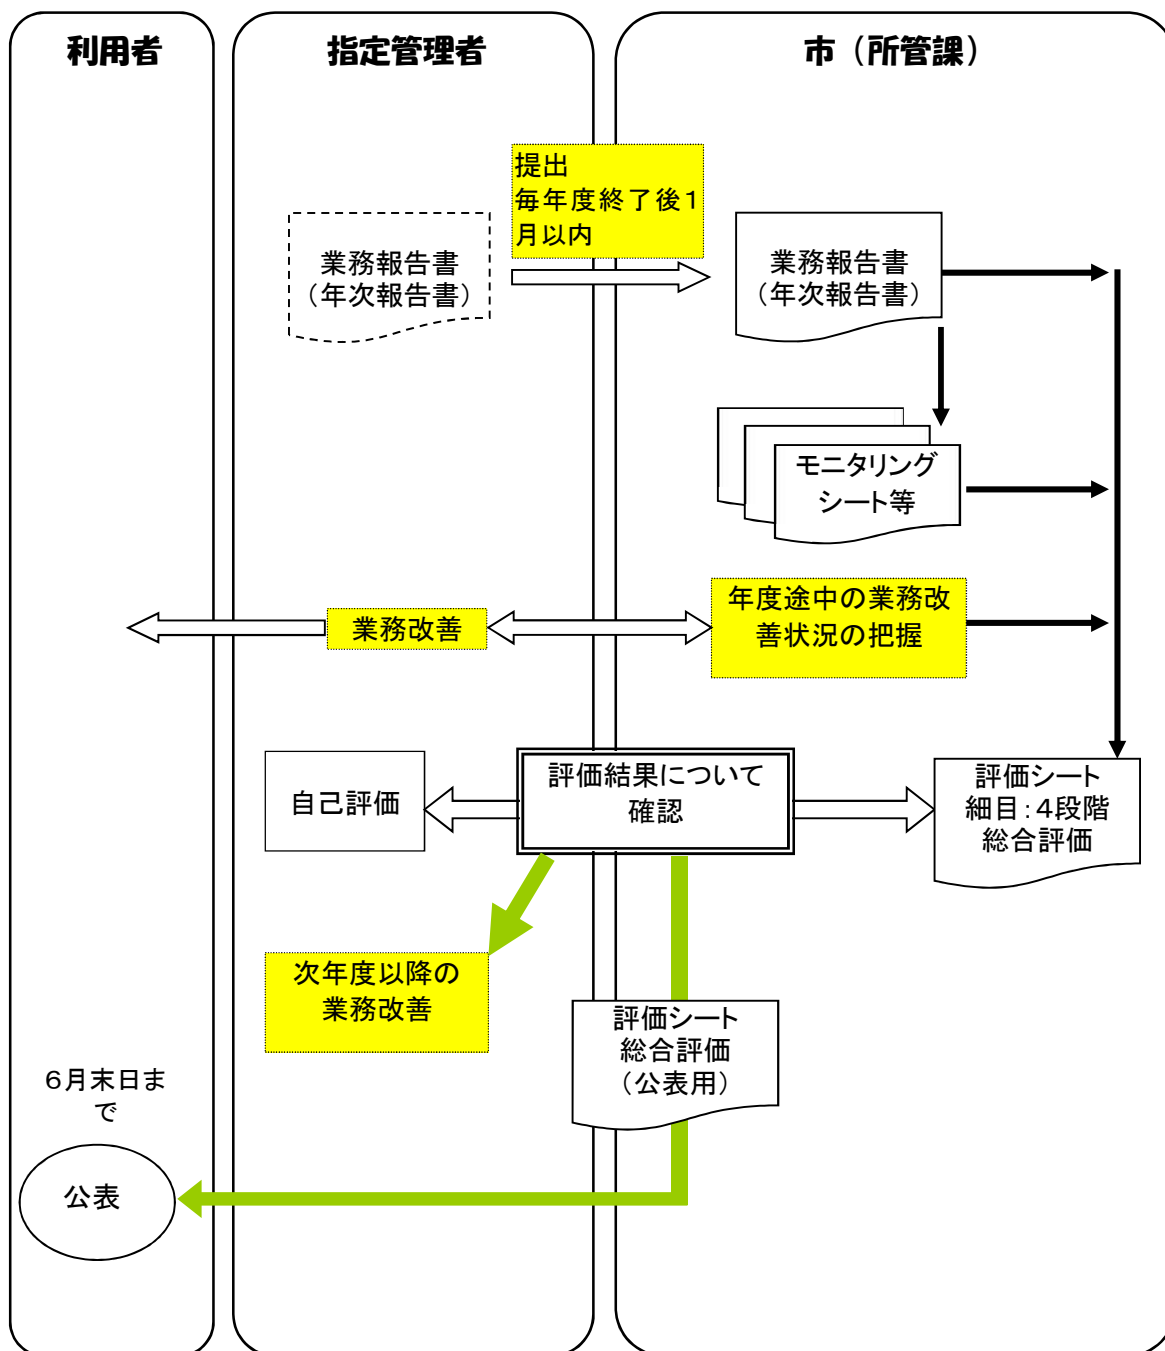 利用者
指定管理者
市（所管課）
提出
毎年度終了後１
月以内
業務報告書
（年次報告書）
業務報告書
（年次報告書）
モニタリング
シート等
業務改善
年度途中の業務改
善状況の把握
自己評価
評価結果について
確認
評価シート
細目：４段階
総合評価
次年度以降の
業務改善
評価シート
総合評価
（公表用）
６月末日ま
で
公表